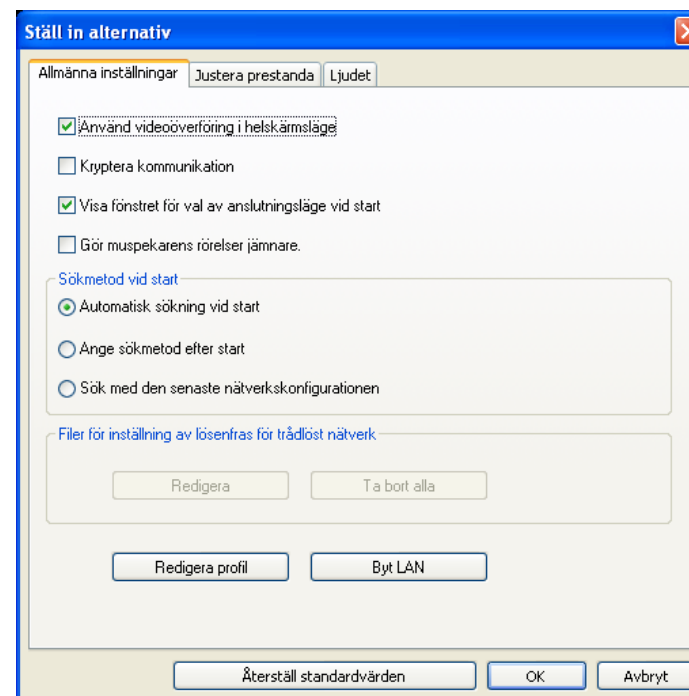 Ställ in alternativ
Allmänna inställningar Justera prestanda Ljudet
Använd videoöverföring i helskärmsläge
Kryptera kommunikation
Visa fönstret för val av anslutningsläge vid start
Gör muspekarens rörelser jämnare.
Sökmetod vid start
Automatisk sökning vid start
Ange sökmetod efter start
Sök med den senaste nätverkskonfigurationen
Filer för inställning av lösenfras för trådlöst nätverk
Redigera Ta bort alla
Redigera profil Byt LAN
Återställ standardvärden OK Avbryt